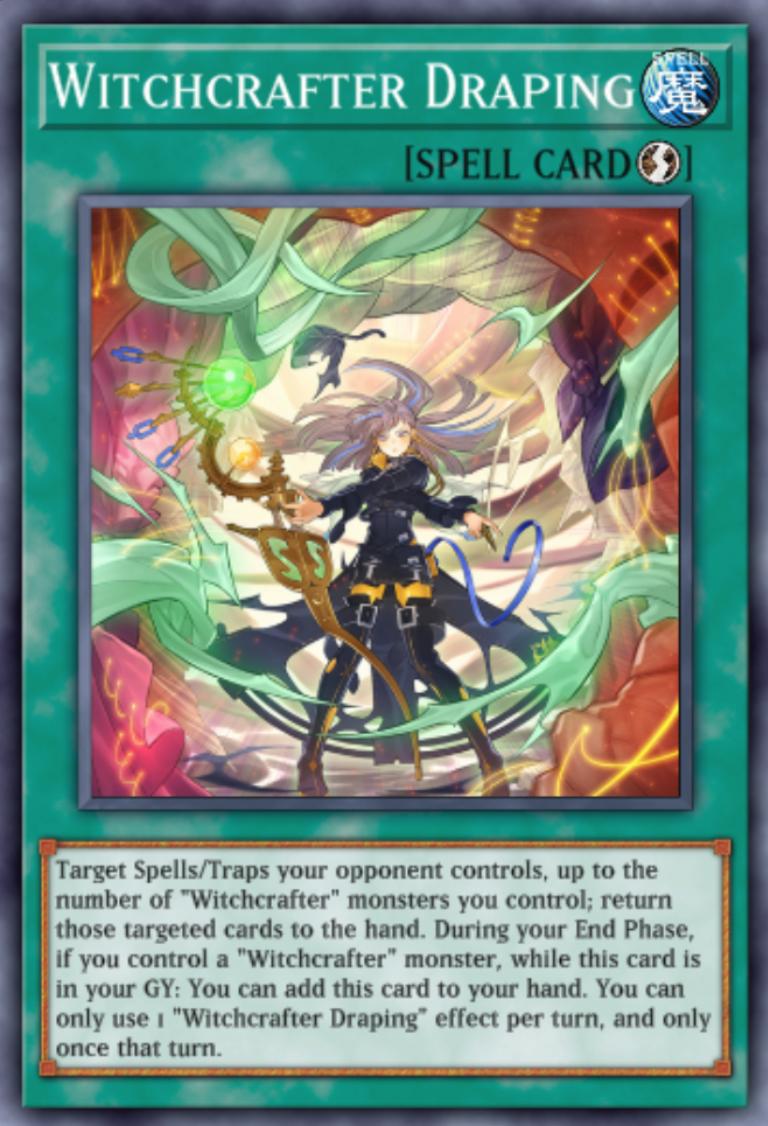 Witchcrafter Draping
SPELL
魔
[SPELL CARD]
Target Spells/Traps your opponent controls, up to the
number of "Witchcrafter" monsters you control; return
those targeted cards to the hand. During your End Phase,
if you control a "Witchcrafter" monster, while this card is
in your GY: You can add this card to your hand. You can
only use 1 "Witchcrafter Draping" effect per turn, and only
once that turn.